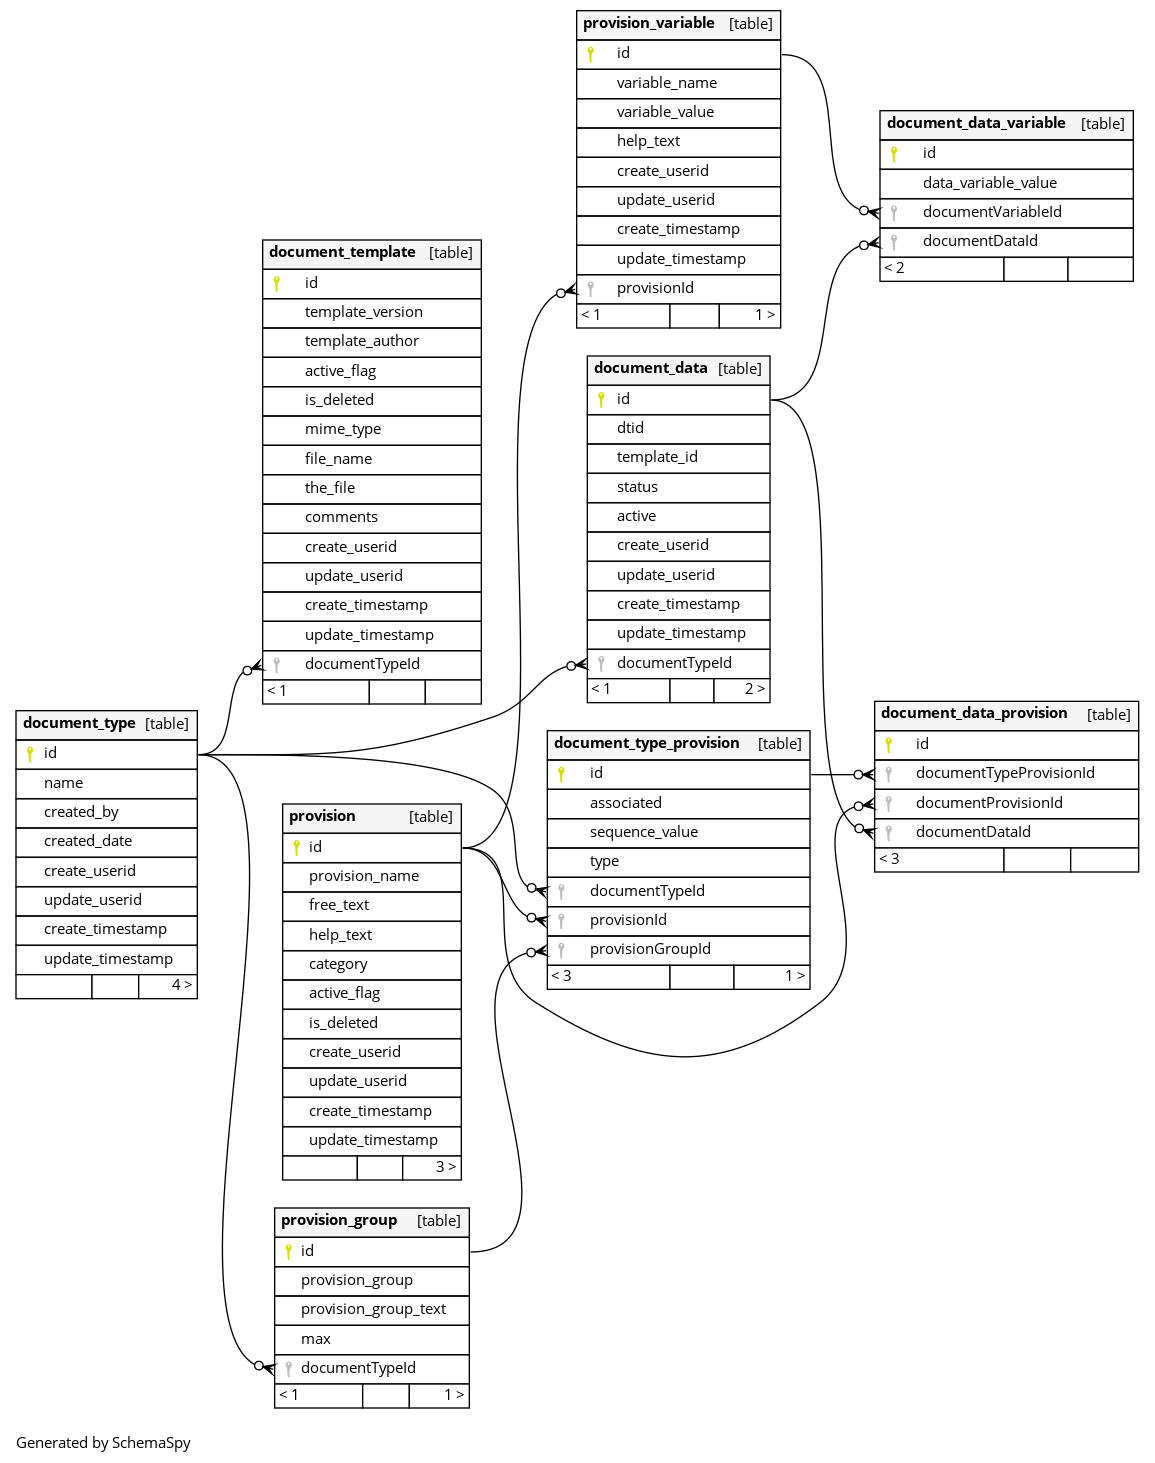 provision_variable [table]
id
variable_name
variable_value
help_text
create_userid
update_userid
create_timestamp
update_timestamp
provisionId
< 1 1 >
document_data_variable [table]
id
data_variable_value
documentVariableId
documentDataId
< 2
document_template [table]
id
template_version
template_author
active_flag
is_deleted
mime_type
file_name
the_file
comments
create_userid
update_userid
create_timestamp
update_timestamp
documentTypeId
< 1
document_data [table]
id
dtid
template_id
status
active
create_userid
update_userid
create_timestamp
update_timestamp
documentTypeId
< 1 2 >
document_type [table]
id
name
created_by
created_date
create_userid
update_userid
create_timestamp
update_timestamp
4 >
document_type_provision [table]
id
associated
sequence_value
type
documentTypeId
provisionId
provisionGroupId
< 3 1 >
document_data_provision [table]
id
documentTypeProvisionId
documentProvisionId
documentDataId
< 3
provision [table]
id
provision_name
free_text
help_text
category
active_flag
is_deleted
create_userid
update_userid
create_timestamp
update_timestamp
3 >
provision_group [table]
id
provision_group
provision_group_text
max
documentTypeId
< 1 1 >
Generated by SchemaSpy